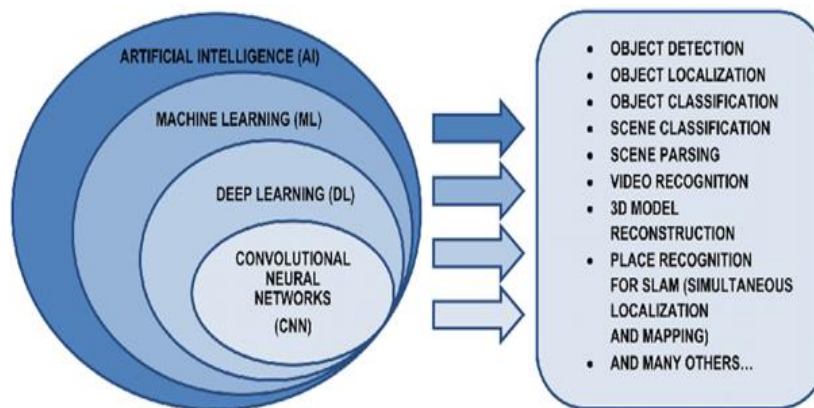 ARTIFICIAL INTELLIGENCE (AI)
MACHINE LEARNING (ML)
DEEP LEARNING (DL)
CONVOLUTIONAL
NEURAL
NETWORKS
(CNN)
• OBJECT DETECTION
• OBJECT LOCALIZATION
• OBJECT CLASSIFICATION
• SCENE CLASSIFICATION
• SCENE PARSING
• VIDEO RECOGNITION
• 3D MODEL
RECONSTRUCTION
• PLACE RECOGNITION
FOR SLAM (SIMULTANEOUS
LOCALIZATION
AND MAPPING)
• AND MANY OTHERS...